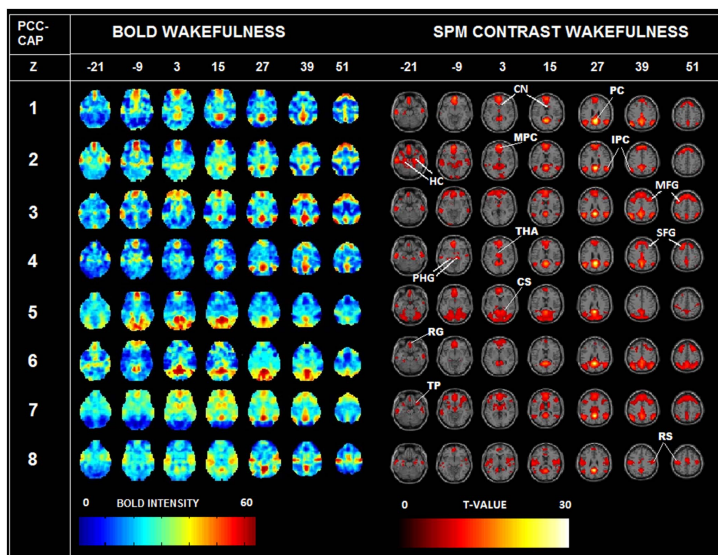 PCC-CAP BOLD WAKEFULNESS SPM CONTRAST WAKEFULNESS
Z -21 -9 3 15 27 39 51 -21 -9 3 15 27 39 51
1 CN PC
2 HC MPC IPC
3 MFG
4 PHG THA SFG
5 CS
6 RG
7 TP
8 RS
0 BOLD INTENSITY 60
0 T-VALUE 30